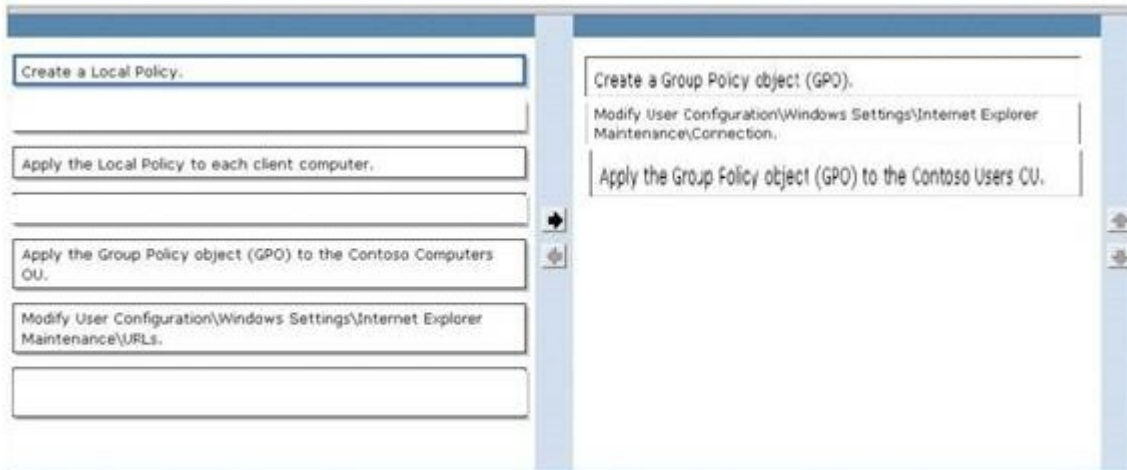 Create a Local Policy.
Apply the Local Policy to each client computer.
Apply the Group Policy object (GPO) to the Contoso Computers
OU.
Modify User Configuration\Windows Settings\Internet Explorer
Maintenance\URLs.
Create a Group Policy object (GPO).
Modify User Configuration\Windows Settings\Internet Explorer
Maintenance\Connection.
Apply the Group Policy object (GPO) to the Contoso Users OU.